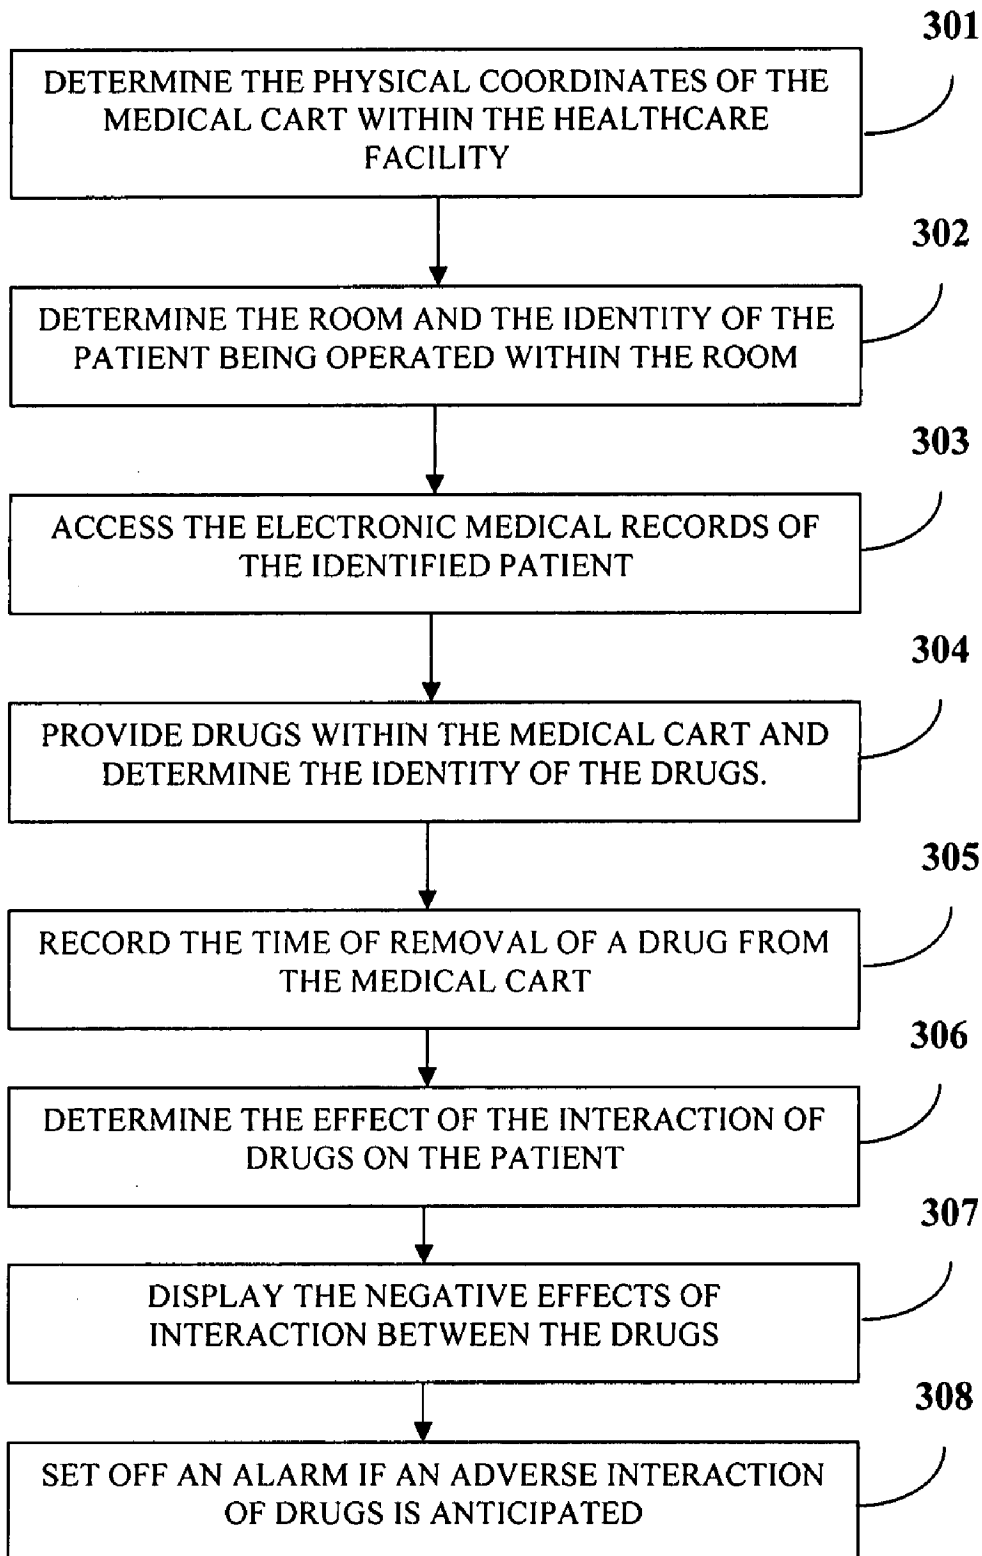 301
DETERMINE THE PHYSICAL COORDINATES OF THE
MEDICAL CART WITHIN THE HEALTHCARE
FACILITY
302
DETERMINE THE ROOM AND THE IDENTITY OF THE
PATIENT BEING OPERATED WITHIN THE ROOM
303
ACCESS THE ELECTRONIC MEDICAL RECORDS OF
THE IDENTIFIED PATIENT
304
PROVIDE DRUGS WITHIN THE MEDICAL CART AND
DETERMINE THE IDENTITY OF THE DRUGS.
305
RECORD THE TIME OF REMOVAL OF A DRUG FROM
THE MEDICAL CART
306
DETERMINE THE EFFECT OF THE INTERACTION OF
DRUGS ON THE PATIENT
307
DISPLAY THE NEGATIVE EFFECTS OF
INTERACTION BETWEEN THE DRUGS
308
SET OFF AN ALARM IF AN ADVERSE INTERACTION
OF DRUGS IS ANTICIPATED